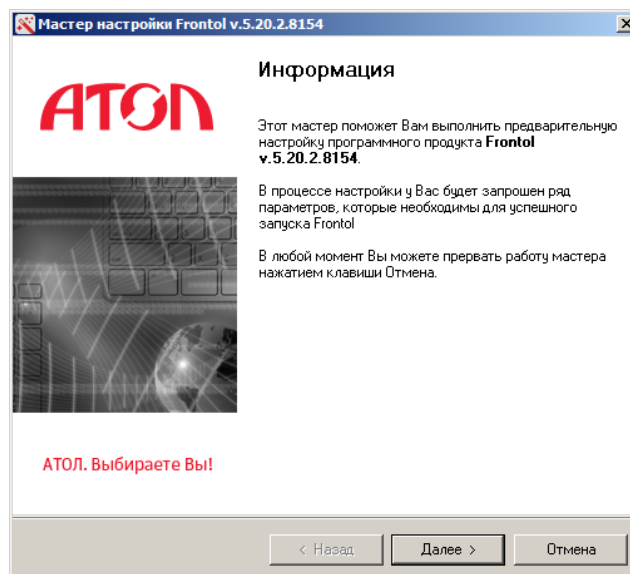 Мастер настройки Frontol v.5.20.2.8154
АТОЛ
Информация
Этот мастер поможет Вам выполнить предварительную
настройку программного продукта Frontol
v.5.20.2.8154.
В процессе настройки у Вас будет запрошен ряд
параметров, которые необходимы для успешного
запуска Frontol
В любой момент Вы можете прервать работу мастера
нажатием клавиши Отмена.
АТОЛ. Выбираете Вы!
< Назад
Далее >
Отмена